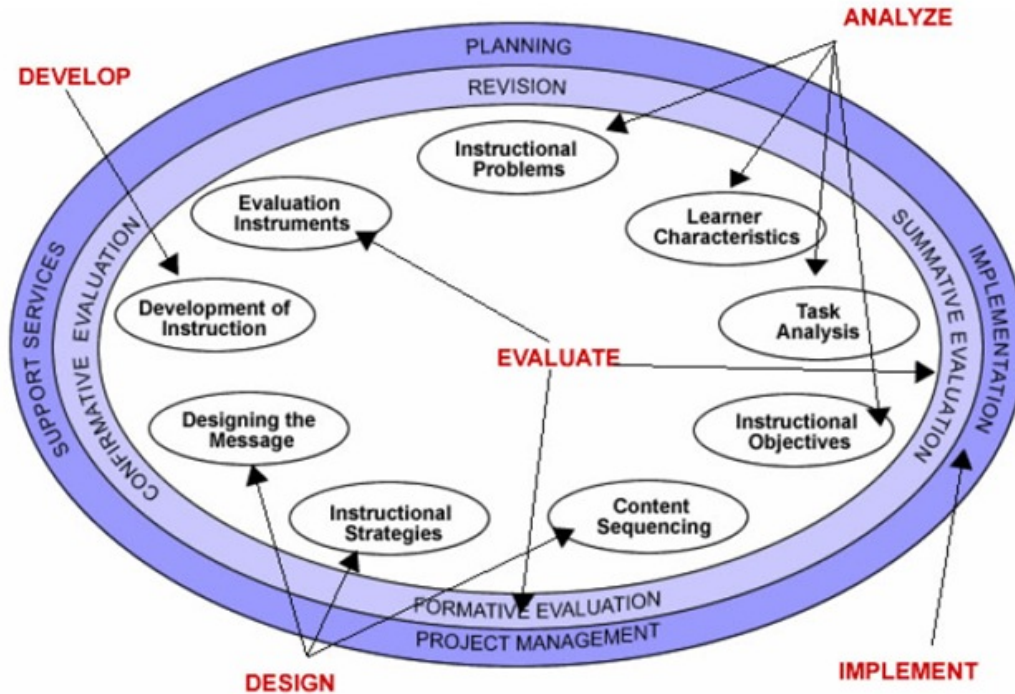 ANALYZE
PLANNING
DEVELOP
REVISION
Instructional
Problems
Evaluation
Instruments
Learner
Characteristics
SUPPORT SERVICES
CONFIRMATIVE EVALUATION
SUMMATIVE EVALUATION
IMPLEMENTATION
Development of
Instruction
Task
Analysis
EVALUATE
Designing the
Message
Instructional
Objectives
Instructional
Strategies
Content
Sequencing
FORMATIVE EVALUATION
PROJECT MANAGEMENT
DESIGN
IMPLEMENT